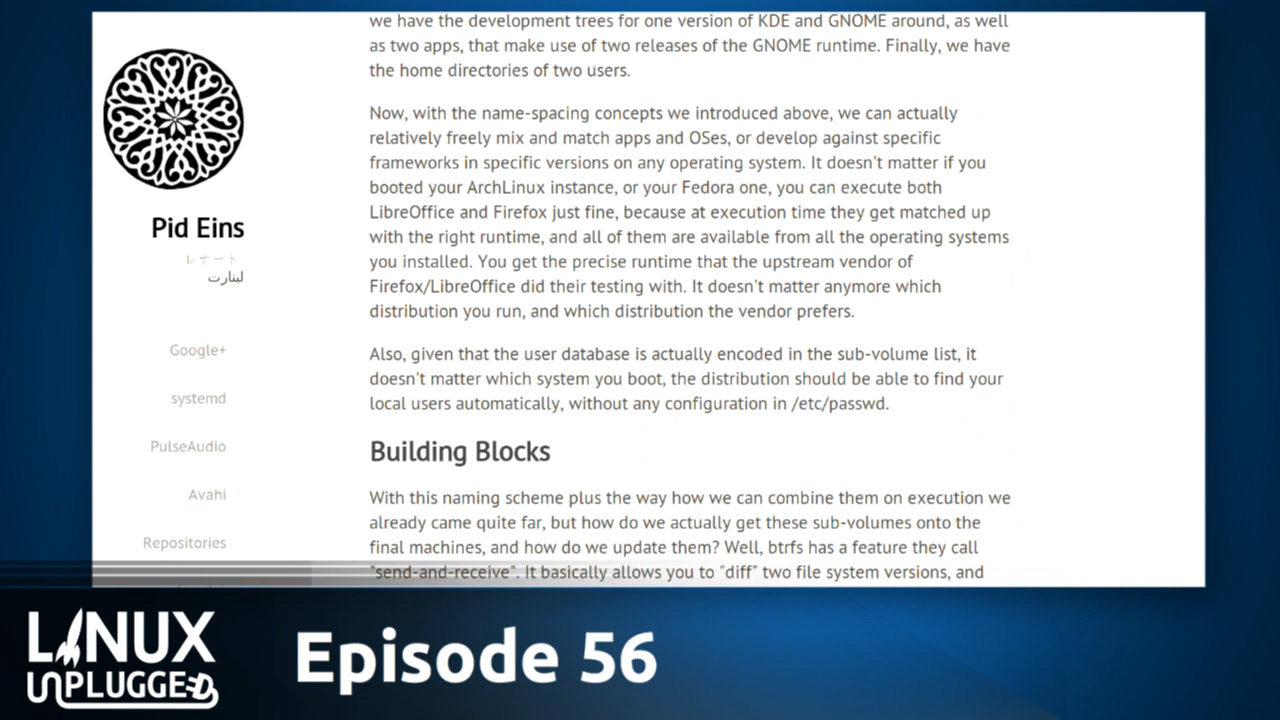 Pid Eins
レナート
لينارت
Google+
systemd
PulseAudio
Avahi
Repositories
we have the development trees for one version of KDE and GNOME around, as well
as two apps, that make use of two releases of the GNOME runtime. Finally, we have
the home directories of two users.
Now, with the name-spacing concepts we introduced above, we can actually
relatively freely mix and match apps and OSes, or develop against specific
frameworks in specific versions on any operating system. It doesn't matter if you
booted your ArchLinux instance, or your Fedora one, you can execute both
LibreOffice and Firefox just fine, because at execution time they get matched up
with the right runtime, and all of them are available from all the operating systems
you installed. You get the precise runtime that the upstream vendor of
Firefox/LibreOffice did their testing with. It doesn't matter anymore which
distribution you run, and which distribution the vendor prefers.
Also, given that the user database is actually encoded in the sub-volume list, it
doesn't matter which system you boot, the distribution should be able to find your
local users automatically, without any configuration in /etc/passwd.
Building Blocks
With this naming scheme plus the way how we can combine them on execution we
already came quite far, but how do we actually get these sub-volumes onto the
final machines, and how do we update them? Well, btrfs has a feature they call
"send-and-receive". It basically allows you to "diff" two file system versions, and
LINUX
UNPLUGGED
Episode 56